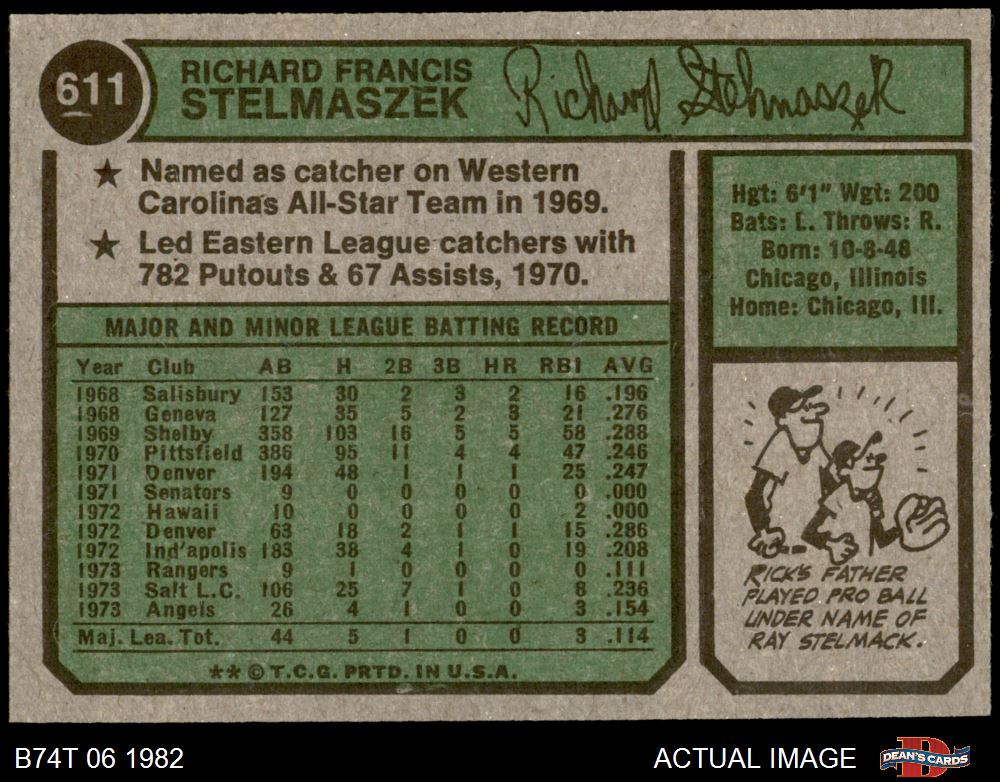 611
RICHARD FRANCIS
STELMASZEK
Richard Stelmaszek
★ Named as catcher on Western
Carolinas All-Star Team in 1969.
★ Led Eastern League catchers with
782 Putouts & 67 Assists, 1970.
Hgt: 6'1" Wgt: 200
Bats: L. Throws: R.
Born: 10-8-48
Chicago, Illinois
Home: Chicago, Ill.
MAJOR AND MINOR LEAGUE BATTING RECORD
Year Club AB H 2B 3B HR RBI AVG
1968 Salisbury 153 30 2 3 2 16 .196
1968 Geneva 127 35 5 2 3 21 .276
1969 Shelby 358 103 16 5 5 58 .288
1970 Pittsfield 386 95 11 4 4 47 .246
1971 Denver 194 48 1 1 1 25 .247
1971 Senators 9 0 0 0 0 0 .000
1972 Hawaii 10 0 0 0 0 2 .000
1972 Denver 63 18 2 1 1 15 .286
1972 Ind'apolis 183 38 4 1 0 19 .208
1973 Rangers 9 1 0 0 0 0 .111
1973 Salt L.C. 106 25 7 1 0 8 .236
1973 Angels 26 4 1 0 0 3 .154
Maj. Lea. Tot. 44 5 1 0 0 3 .114
** © T.C.G. PRTD. IN U.S.A.
RICK'S FATHER
PLAYED PRO BALL
UNDER NAME OF
RAY STELMACK.
B74T 06 1982
ACTUAL IMAGE
DEAN'S CARDS